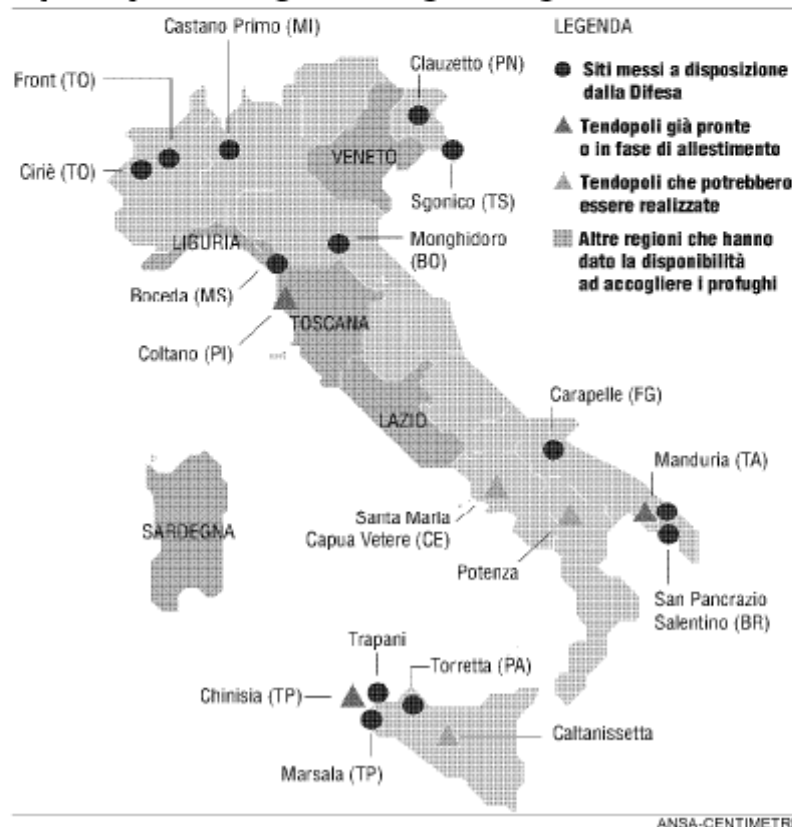 Castano Primo (MI)
Front (TO)
Ciriè (TO)
Clauzetto (PN)
VENETO
Sgonico (TS)
LIGURIA
Monghidoro
(BO)
Boceda (MS)
TOSCANA
Coltano (PI)
LAZIO
Carapelle (FG)
Manduria (TA)
SARDEGNA
Santa Maria
Capua Vetere (CE)
Potenza
San Pancrazio
Salentino (BR)
Trapani
Torretta (PA)
Chinisia (TP)
Caltanissetta
Marsala (TP)
LEGENDA
Siti messi a disposizione
dalla Difesa
Tendopoli già pronte
o in fase di allestimento
Tendopoli che potrebbero
essere realizzate
Altre regioni che hanno
dato la disponibilità
ad accogliere i profughi
ANSA-CENTIMETRI